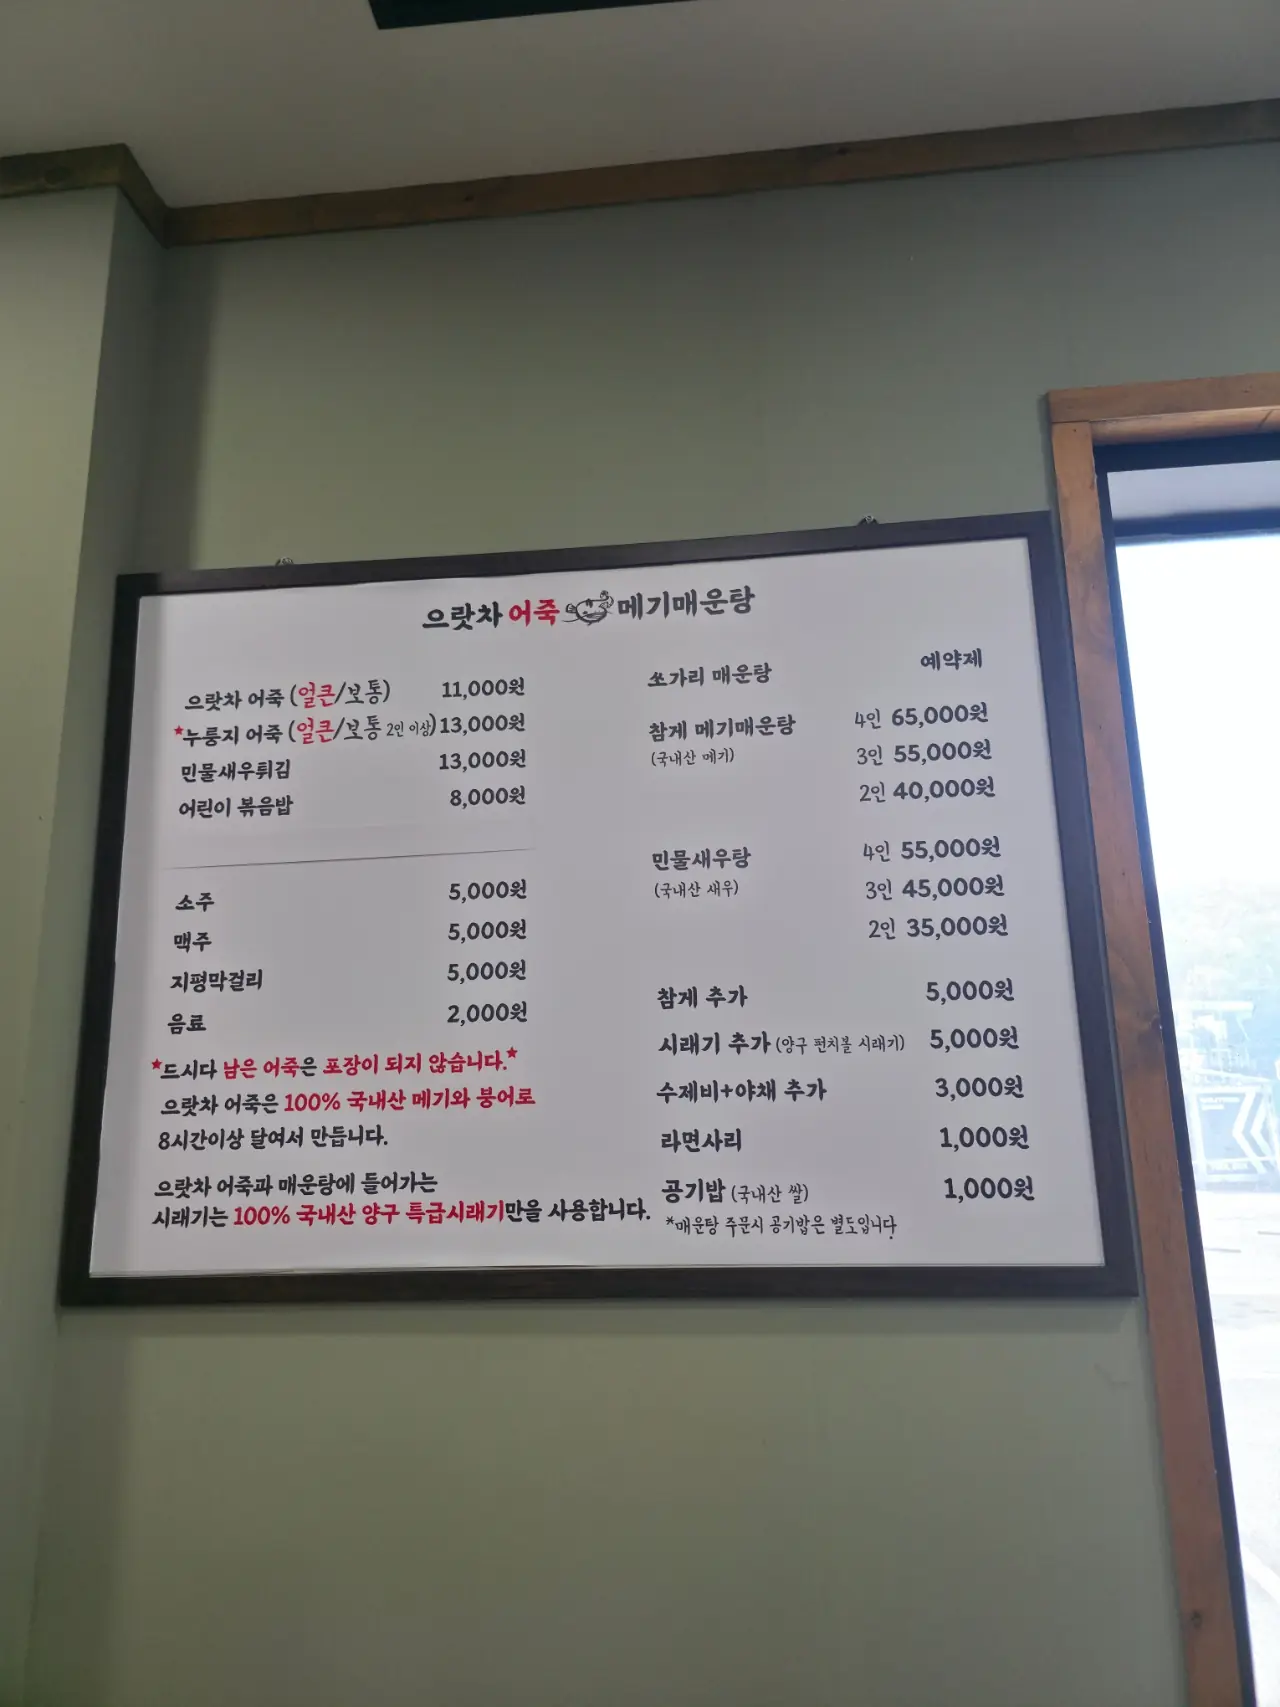 으랏차 어죽 메기매운탕
으랏차 어죽 (얼큰/보통) 11,000원
*누룽지 어죽 (얼큰/보통 2인 이상) 13,000원
민물새우튀김 13,000원
어린이 볶음밥 8,000원
소주 5,000원
맥주 5,000원
지평막걸리 5,000원
음료 2,000원
*드시다 남은 어죽은 포장이 되지 않습니다.*
으랏차 어죽은 100% 국내산 메기와 붕어로
8시간이상 달여서 만듭니다.
으랏차 어죽과 매운탕에 들어가는
시래기는 100% 국내산 양구 특급시래기만을 사용합니다.
쏘가리 매운탕 예약제
참게 메기매운탕 4인 65,000원
(국내산 메기) 3인 55,000원
2인 40,000원
민물새우탕 4인 55,000원
(국내산 새우) 3인 45,000원
2인 35,000원
참게 추가 5,000원
시래기 추가 (양구 펀치볼 시래기) 5,000원
수제비+야채 추가 3,000원
라면사리 1,000원
공기밥 (국내산 쌀) 1,000원
*매운탕 주문시 공기밥은 별도입니다.